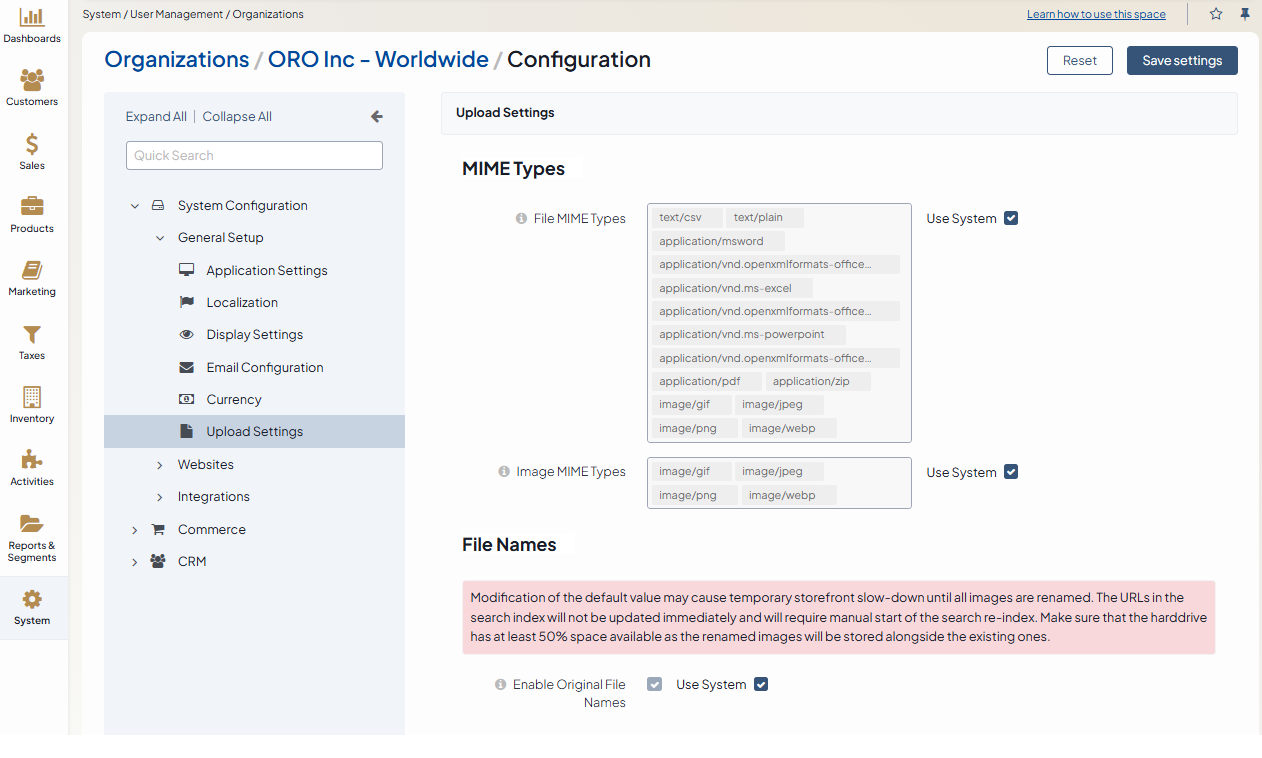 System / User Management / Organizations
Learn how to use this space
Dashboards
Customers
Sales
Products
Marketing
Taxes
Inventory
Activities
Reports &
Segments
System
Organizations / ORO Inc - Worldwide / Configuration
Reset
Save settings
Expand All | Collapse All
Quick Search
System Configuration
General Setup
Application Settings
Localization
Display Settings
Email Configuration
Currency
Upload Settings
Websites
Integrations
Commerce
CRM
Upload Settings
MIME Types
File MIME Types
text/csv text/plain
application/msword
application/vnd.openxmlformats-office...
application/vnd.ms-excel
application/vnd.openxmlformats-office...
application/vnd.ms-powerpoint
application/vnd.openxmlformats-office...
application/pdf application/zip
image/gif image/jpeg
image/png image/webp
Use System
Image MIME Types
image/gif image/jpeg
image/png image/webp
Use System
File Names
Modification of the default value may cause temporary storefront slow-down until all images are renamed. The URLs in the
search index will not be updated immediately and will require manual start of the search re-index. Make sure that the harddrive
has at least 50% space available as the renamed images will be stored alongside the existing ones.
Enable Original File
Names
Use System